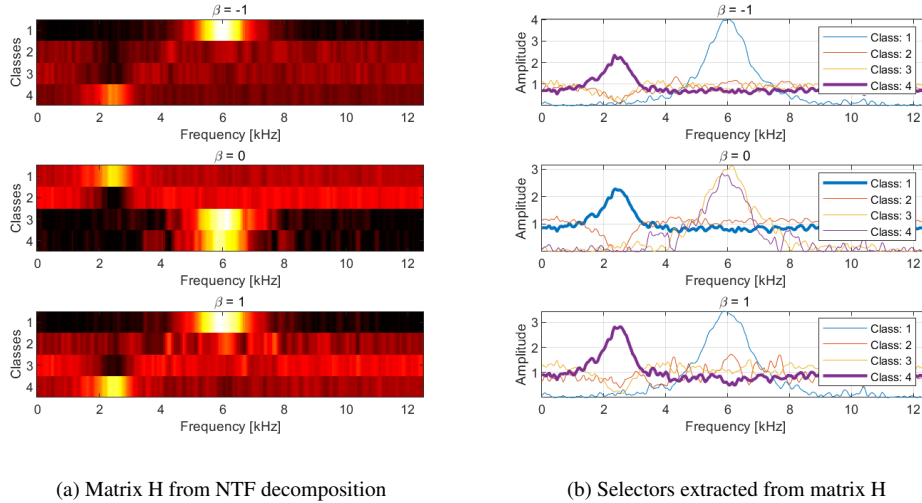 β = -1
Classes
1
2
3
4
0 2 4 6 8 10 12
Frequency [kHz]
β = 0
Classes
1
2
3
4
0 2 4 6 8 10 12
Frequency [kHz]
β = 1
Classes
1
2
3
4
0 2 4 6 8 10 12
Frequency [kHz]
(a) Matrix H from NTF decomposition
β = -1
Amplitude
4
3
2
1
Class: 1
Class: 2
Class: 3
Class: 4
0 2 4 6 8 10 12
Frequency [kHz]
β = 0
Amplitude
3
2
1
Class: 1
Class: 2
Class: 3
Class: 4
0 2 4 6 8 10 12
Frequency [kHz]
β = 1
Amplitude
3
2
1
Class: 1
Class: 2
Class: 3
Class: 4
0 2 4 6 8 10 12
Frequency [kHz]
(b) Selectors extracted from matrix H